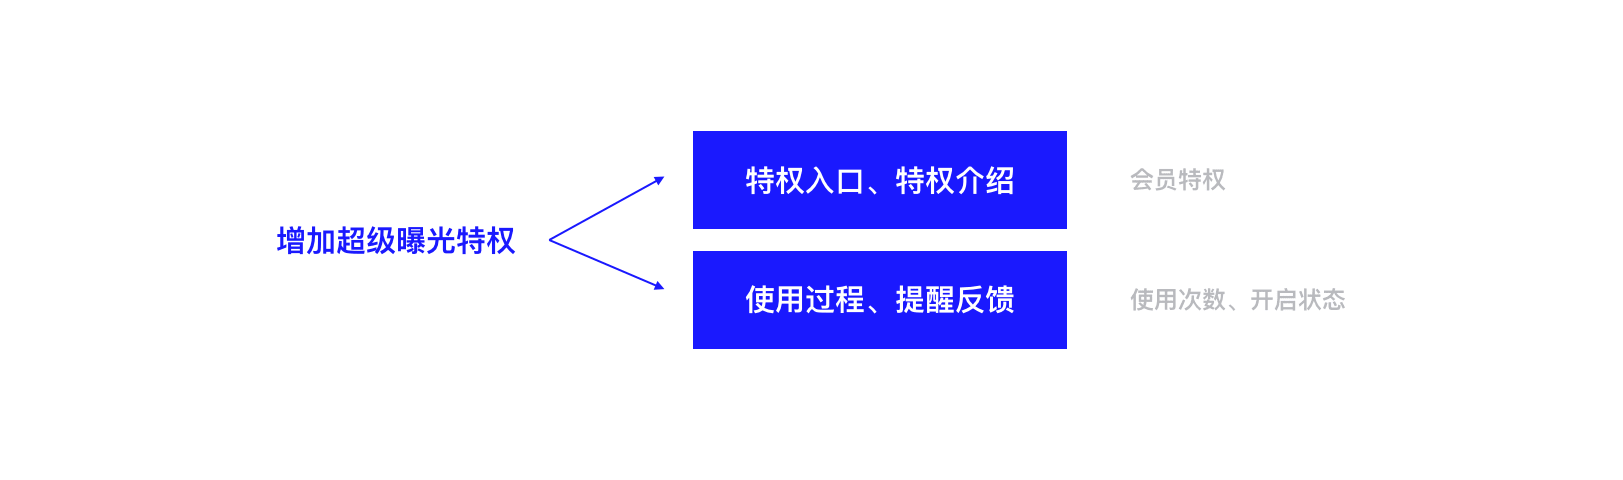 增加超级曝光特权
特权入口、特权介绍
会员特权
使用过程、提醒反馈
使用次数、开启状态